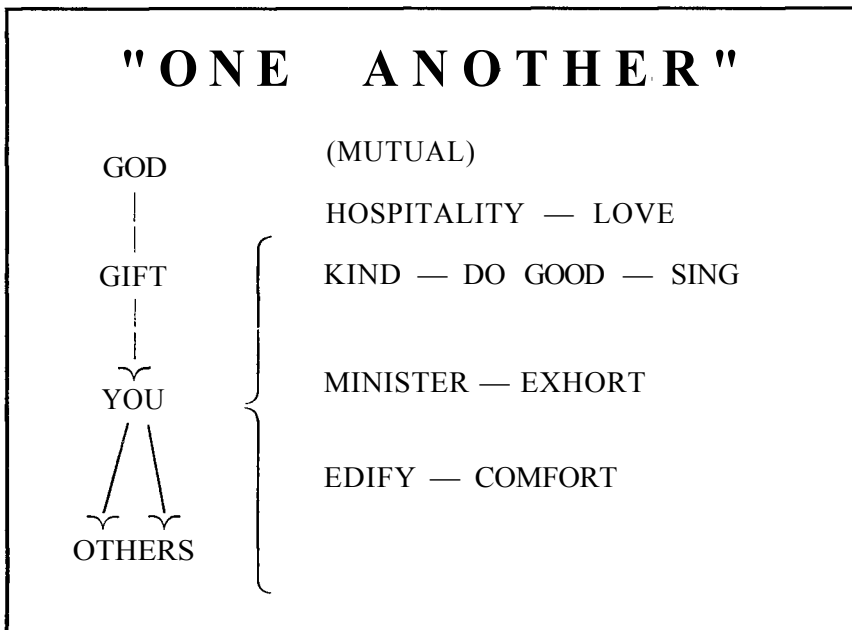 "ONE ANOTHER"
GOD
GIFT
YOU
OTHERS
(MUTUAL)
HOSPITALITY — LOVE
KIND — DO GOOD — SING
MINISTER — EXHORT
EDIFY — COMFORT